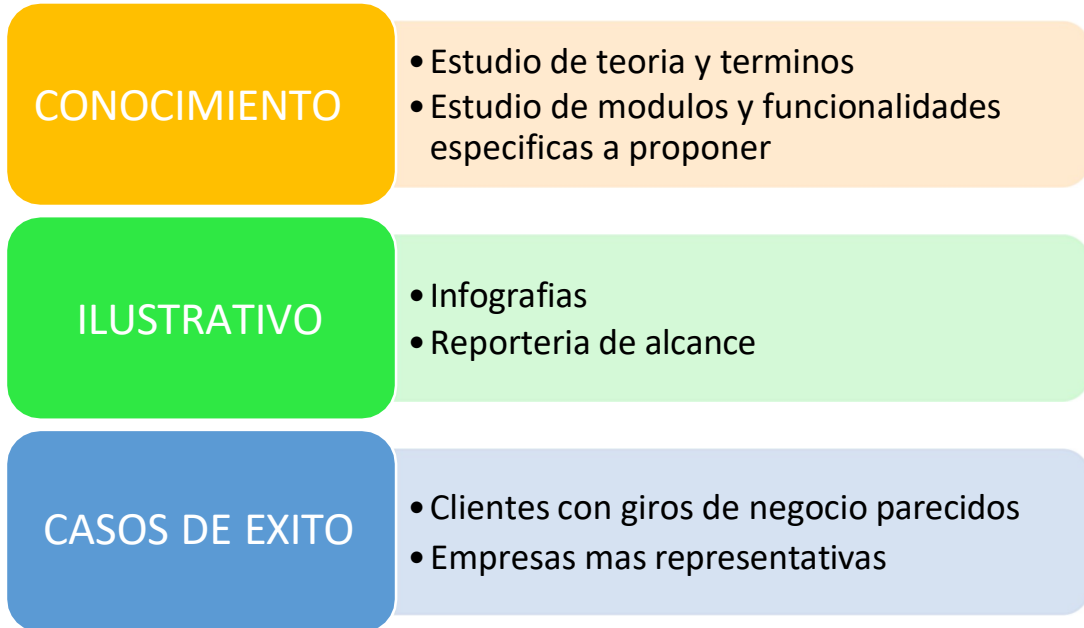 CONOCIMIENTO
• Estudio de teoria y terminos
• Estudio de modulos y funcionalidades
especificas a proponer
ILUSTRATIVO
• Infografias
• Reporteria de alcance
CASOS DE EXITO
• Clientes con giros de negocio parecidos
• Empresas mas representativas